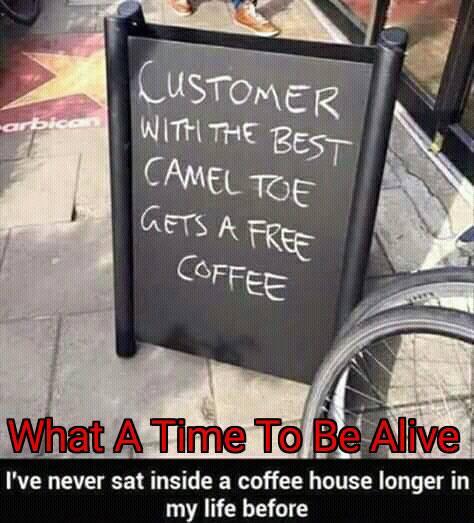 arbican
CUSTOMER
WITH THE BEST
CAMEL TOE
GETS A FREE
COFFEE
What A Time To Be Alive
I've never sat inside a coffee house longer in
my life before